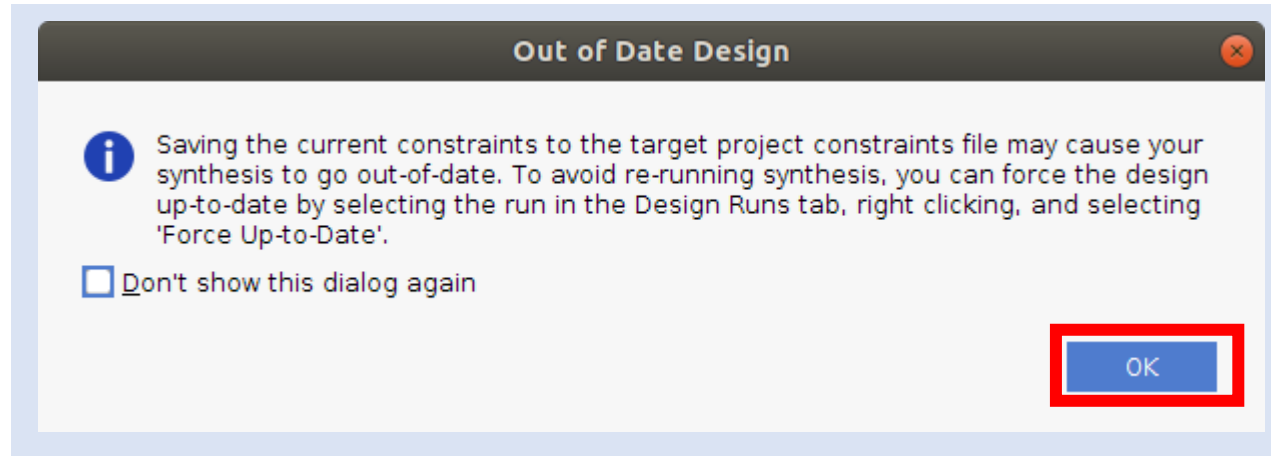 Out of Date Design
Saving the current constraints to the target project constraints file may cause your
synthesis to go out-of-date. To avoid re-running synthesis, you can force the design
up-to-date by selecting the run in the Design Runs tab, right clicking, and selecting
'Force Up-to-Date'.
Don't show this dialog again
OK